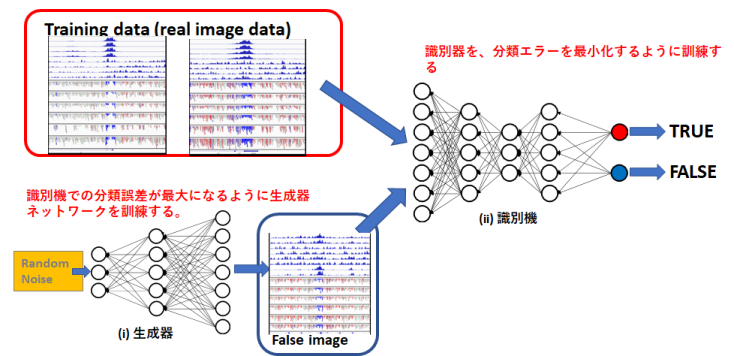 Training data (real image data)
識別器を、分類エラーを最小化するように訓練す
る
TRUE
FALSE
(ii) 識別機
識別機での分類誤差が最大になるように生成器
ネットワークを訓練する。
Random
Noise
(i) 生成器
False image